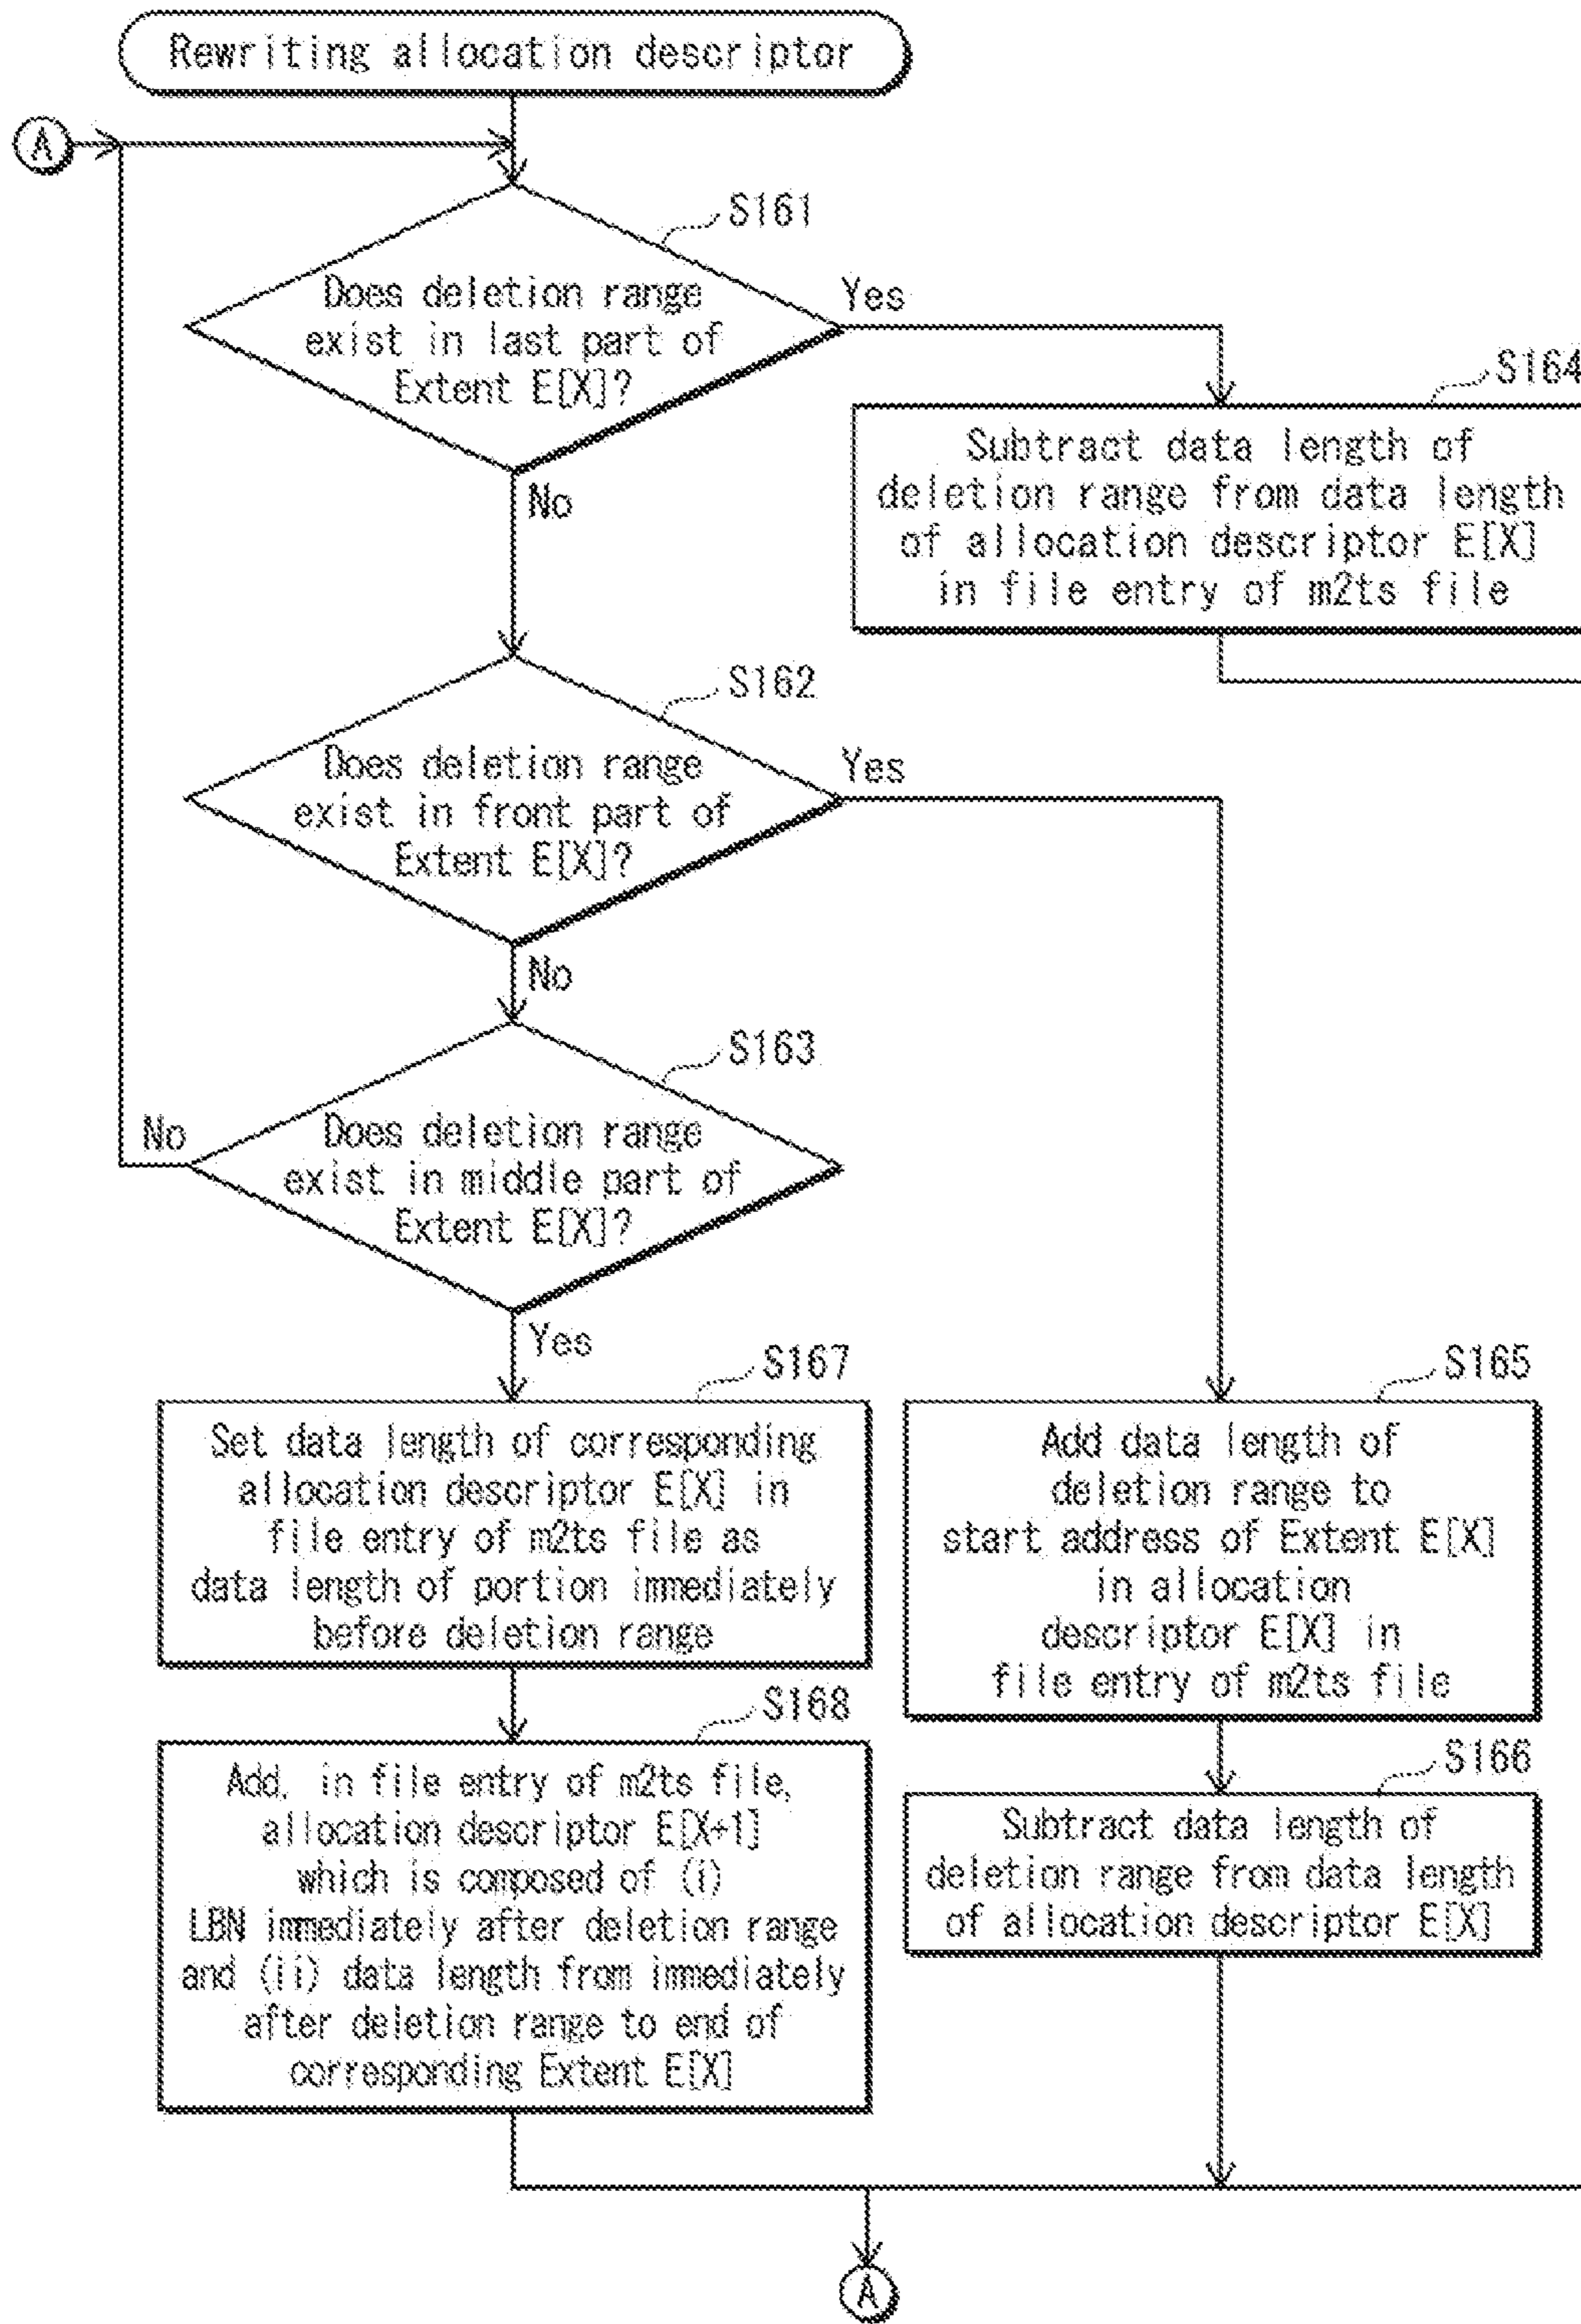 Rewriting allocation descriptor
A
S161
Does deletion range
exist in last part of
Extent E[X]?
Yes
No
S164
Subtract data length of
deletion range from data length
of allocation descriptor E[X]
in file entry of m2ts file
S162
Does deletion range
exist in front part of
Extent E[X]?
Yes
No
S163
Does deletion range
exist in middle part of
Extent E[X]?
No
Yes
S167
Set data length of corresponding
allocation descriptor E[X] in
file entry of m2ts file as
data length of portion immediately
before deletion range
S165
Add data length of
deletion range to
start address of Extent E[X]
in allocation
descriptor E[X] in
file entry of m2ts file
S168
Add, in file entry of m2ts file,
allocation descriptor E[X+1]
which is composed of (i)
LBN immediately after deletion range
and (ii) data length from immediately
after deletion range to end of
corresponding Extent E[X]
S166
Subtract data length of
deletion range from data length
of allocation descriptor E[X]
A